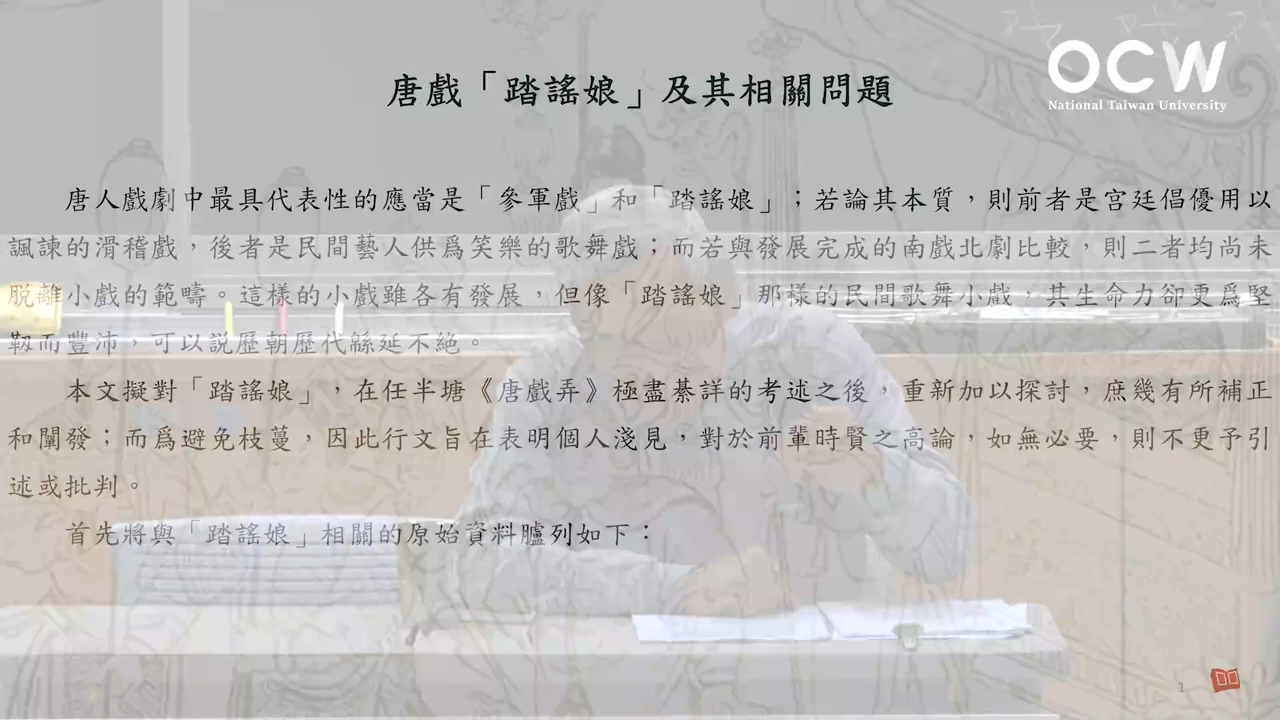 OCW
National Taiwan University
唐戲「踏謠娘」及其相關問題
唐人戲劇中最具代表性的應當是「參軍戲」和「踏謠娘」；若論其本質，則前者是宮廷倡優用以
諷諫的滑稽戲，後者是民間藝人供爲笑樂的歌舞戲；而若與發展完成的南戲北劇比較，則二者均尚未
脫離小戲的範疇。這樣的小戲雖各有發展，但像「踏謠娘」那樣的民間歌舞小戲，其生命力卻更爲堅
韌而豐沛，可以說歷朝歷代緜延不絕。
本文擬對「踏謠娘」，在任半塘《唐戲弄》極盡綦詳的考述之後，重新加以探討，庶幾有所補正
和闡發；而爲避免枝蔓，因此行文旨在表明個人淺見，對於前輩時賢之高論，如無必要，則不更予引
述或批判。
首先將與「踏謠娘」相關的原始資料臚列如下：
1